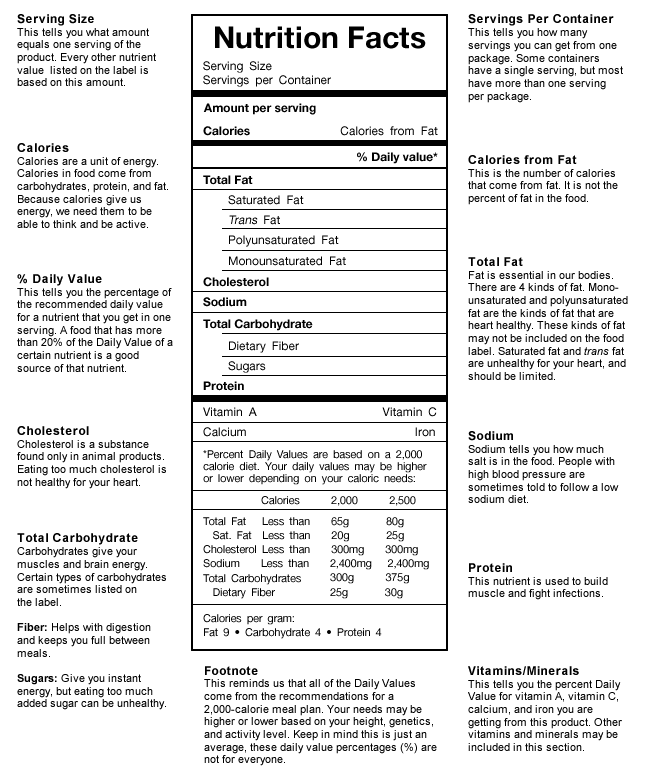 Serving Size
This tells you what amount
equals one serving of the
product. Every other nutrient
value listed on the label is
based on this amount.
Calories
Calories are a unit of energy.
Calories in food come from
carbohydrates, protein, and fat.
Because calories give us
energy, we need them to be
able to think and be active.
% Daily Value
This tells you the percentage of
the recommended daily value
for a nutrient that you get in one
serving. A food that has more
than 20% of the Daily Value of a
certain nutrient is a good
source of that nutrient.
Cholesterol
Cholesterol is a substance
found only in animal products.
Eating too much cholesterol is
not healthy for your heart.
Total Carbohydrate
Carbohydrates give your
muscles and brain energy.
Certain types of carbohydrates
are sometimes listed on
the label.
Fiber: Helps with digestion
and keeps you full between
meals.
Sugars: Give you instant
energy, but eating too much
added sugar can be unhealthy.
Nutrition Facts
Serving Size
Servings per Container
Amount per serving
Calories Calories from Fat
% Daily value*
Total Fat
Saturated Fat
Trans Fat
Polyunsaturated Fat
Monounsaturated Fat
Cholesterol
Sodium
Total Carbohydrate
Dietary Fiber
Sugars
Protein
Vitamin A Vitamin C
Calcium Iron
*Percent Daily Values are based on a 2,000
calorie diet. Your daily values may be higher
or lower depending on your caloric needs:
Calories 2,000 2,500
Total Fat Less than 65g 80g
Sat. Fat Less than 20g 25g
Cholesterol Less than 300mg 300mg
Sodium Less than 2,400mg 2,400mg
Total Carbohydrates 300g 375g
Dietary Fiber 25g 30g
Calories per gram:
Fat 9 • Carbohydrate 4 • Protein 4
Footnote
This reminds us that all of the Daily Values
come from the recommendations for a
2,000-calorie meal plan. Your needs may be
higher or lower based on your height, genetics,
and activity level. Keep in mind this is just an
average, these daily value percentages (%) are
not for everyone.
Servings Per Container
This tells you how many
servings you can get from one
package. Some containers
have a single serving, but most
have more than one serving
per package.
Calories from Fat
This is the number of calories
that come from fat. It is not the
percent of fat in the food.
Total Fat
Fat is essential in our bodies.
There are 4 kinds of fat. Mono-
unsaturated and polyunsaturated
fat are the kinds of fat that are
heart healthy. These kinds of fat
may not be included on the food
label. Saturated fat and trans fat
are unhealthy for your heart, and
should be limited.
Sodium
Sodium tells you how much
salt is in the food. People with
high blood pressure are
sometimes told to follow a low
sodium diet.
Protein
This nutrient is used to build
muscle and fight infections.
Vitamins/Minerals
This tells you the percent Daily
Value for vitamin A, vitamin C,
calcium, and iron you are
getting from this product. Other
vitamins and minerals may be
included in this section.